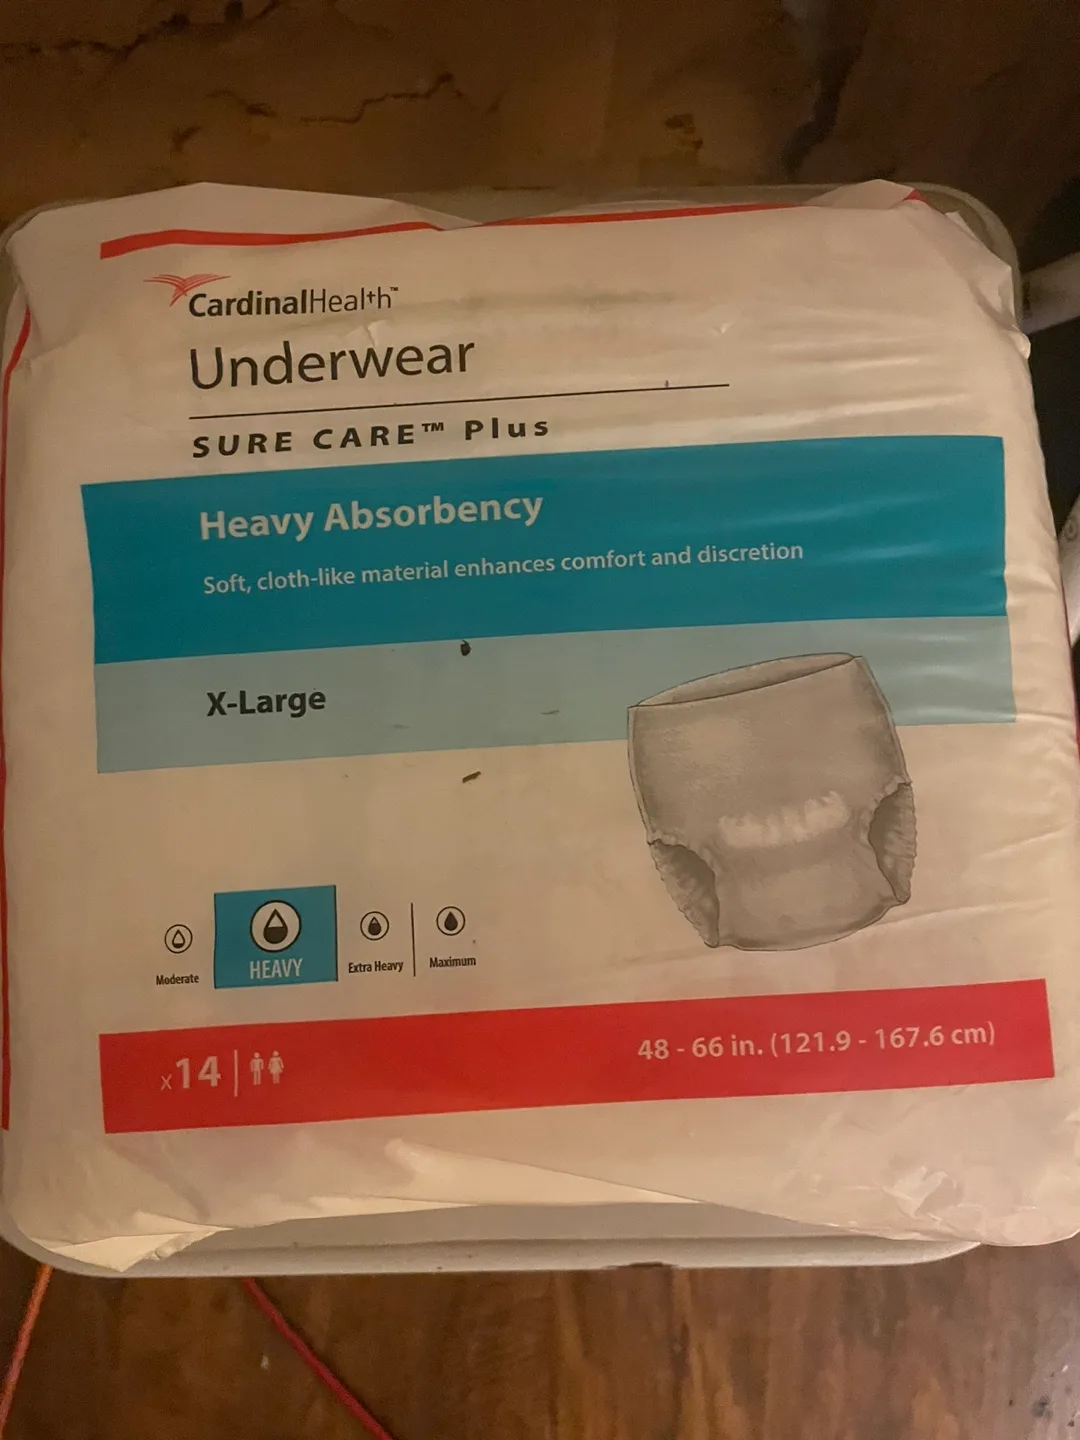 CardinalHealth™
Underwear
SURE CARE™ Plus
Heavy Absorbency
Soft, cloth-like material enhances comfort and discretion
X-Large
Moderate
HEAVY
Extra Heavy
Maximum
x14
48 - 66 in. (121.9 - 167.6 cm)